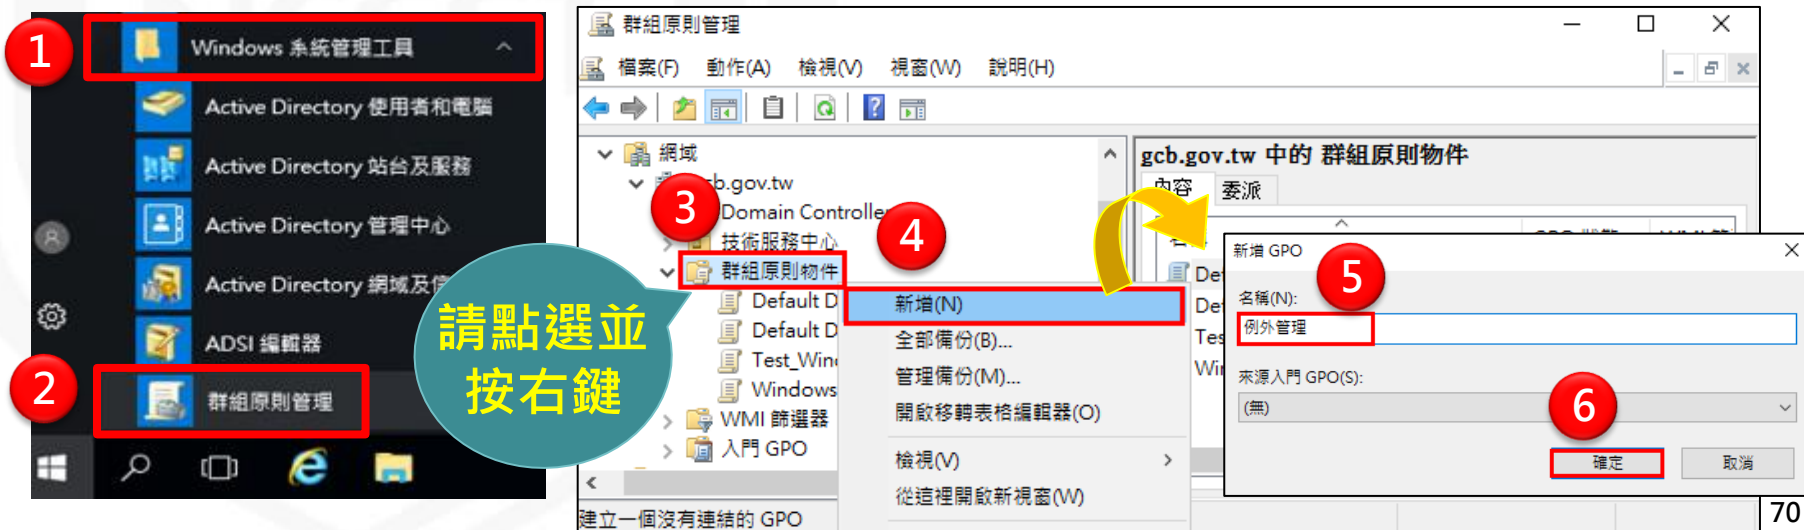 1
Windows 系統管理工具
Active Directory 使用者和電腦
Active Directory 站台及服務
Active Directory 管理中心
Active Directory 網域及信
ADSI 編輯器
2
群組原則管理
群組原則管理
檔案(F) 動作(A) 檢視(V) 視窗(W) 說明(H)
網域
b.gov.tw
3
Domain Controlle
技術服務中心
4
群組原則物件
Default D
Default D
Test_Win
Windows
WMI 篩選器
入門 GPO
請點選並
按右鍵
新增(N)
全部備份(B)...
管理備份(M)...
開啟移轉表格編輯器(O)
檢視(V)
從這裡開啟新視窗(W)
建立一個沒有連結的 GPO
gcb.gov.tw 中的 群組原則物件
內容 委派
De
De
Tes
Wi
新增 GPO
5
名稱(N):
例外管理
來源入門 GPO(S):
(無)
6
確定 取消
70